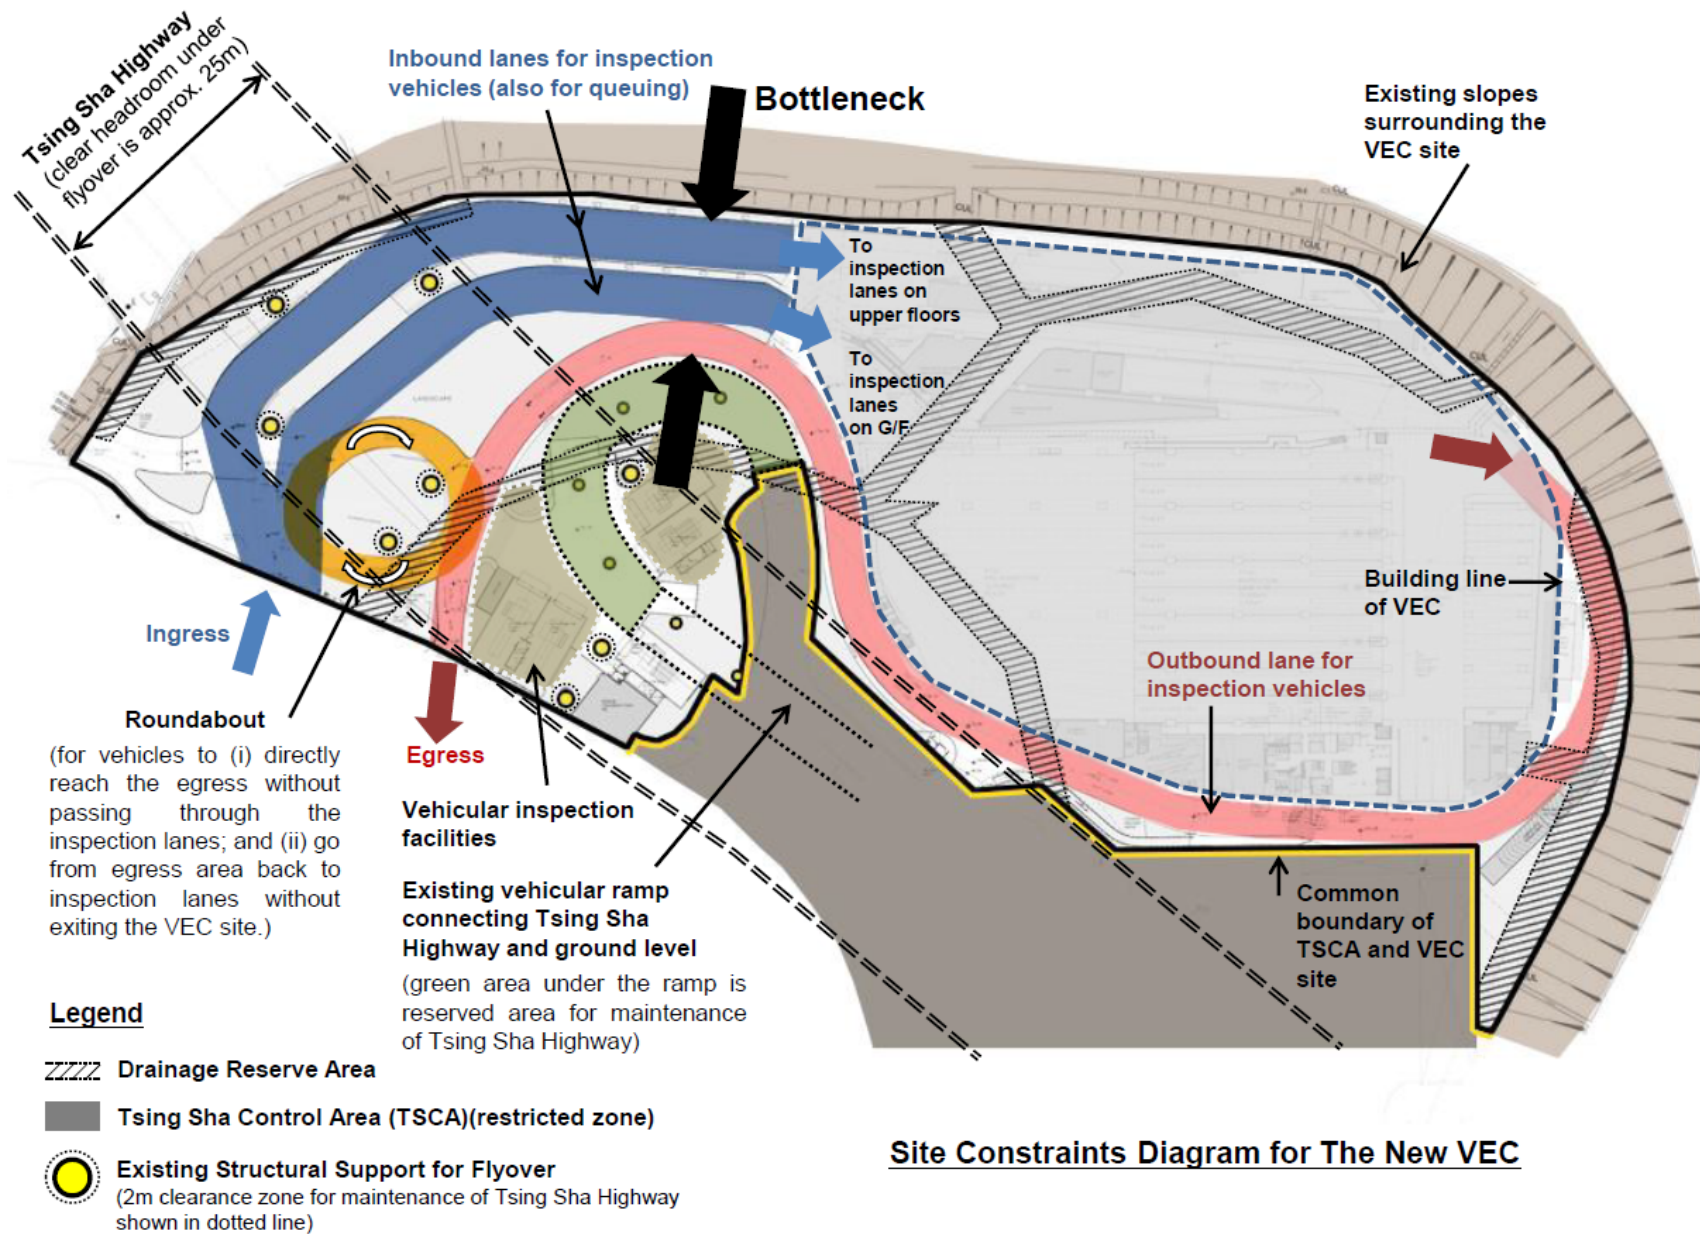 Tsing Sha Highway
(clear headroom under
flyover is approx. 25m)
Inbound lanes for inspection
vehicles (also for queuing)
Bottleneck
Existing slopes
surrounding the
VEC site
To
inspection
lanes on
upper floors
To
inspection
lanes
on G/F
Building line
of VEC
Ingress
Outbound lane for
inspection vehicles
Roundabout
(for vehicles to (i) directly
reach the egress without
passing through the
inspection lanes; and (ii) go
from egress area back to
inspection lanes without
exiting the VEC site.)
Egress
Vehicular inspection
facilities
Existing vehicular ramp
connecting Tsing Sha
Highway and ground level
(green area under the ramp is
reserved area for maintenance
of Tsing Sha Highway)
Common
boundary of
TSCA and VEC
site
Legend
Drainage Reserve Area
Tsing Sha Control Area (TSCA)(restricted zone)
Existing Structural Support for Flyover
(2m clearance zone for maintenance of Tsing Sha Highway
shown in dotted line)
Site Constraints Diagram for The New VEC